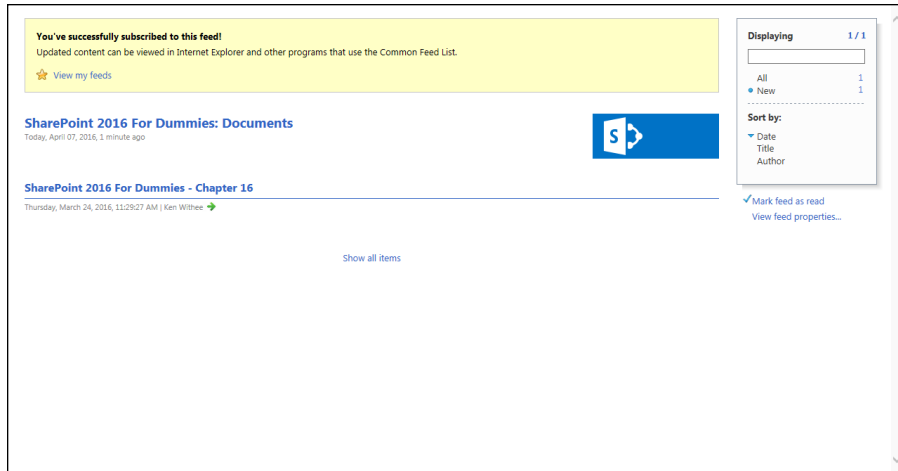 You've successfully subscribed to this feed!
Updated content can be viewed in Internet Explorer and other programs that use the Common Feed List.
View my feeds
SharePoint 2016 For Dummies: Documents
Today, April 07, 2016, 1 minute ago
S
SharePoint 2016 For Dummies - Chapter 16
Thursday, March 24, 2016, 11:29:27 AM | Ken Withee
Show all items
Displaying 1 / 1
All 1
New 1
Sort by:
Date
Title
Author
Mark feed as read
View feed properties...